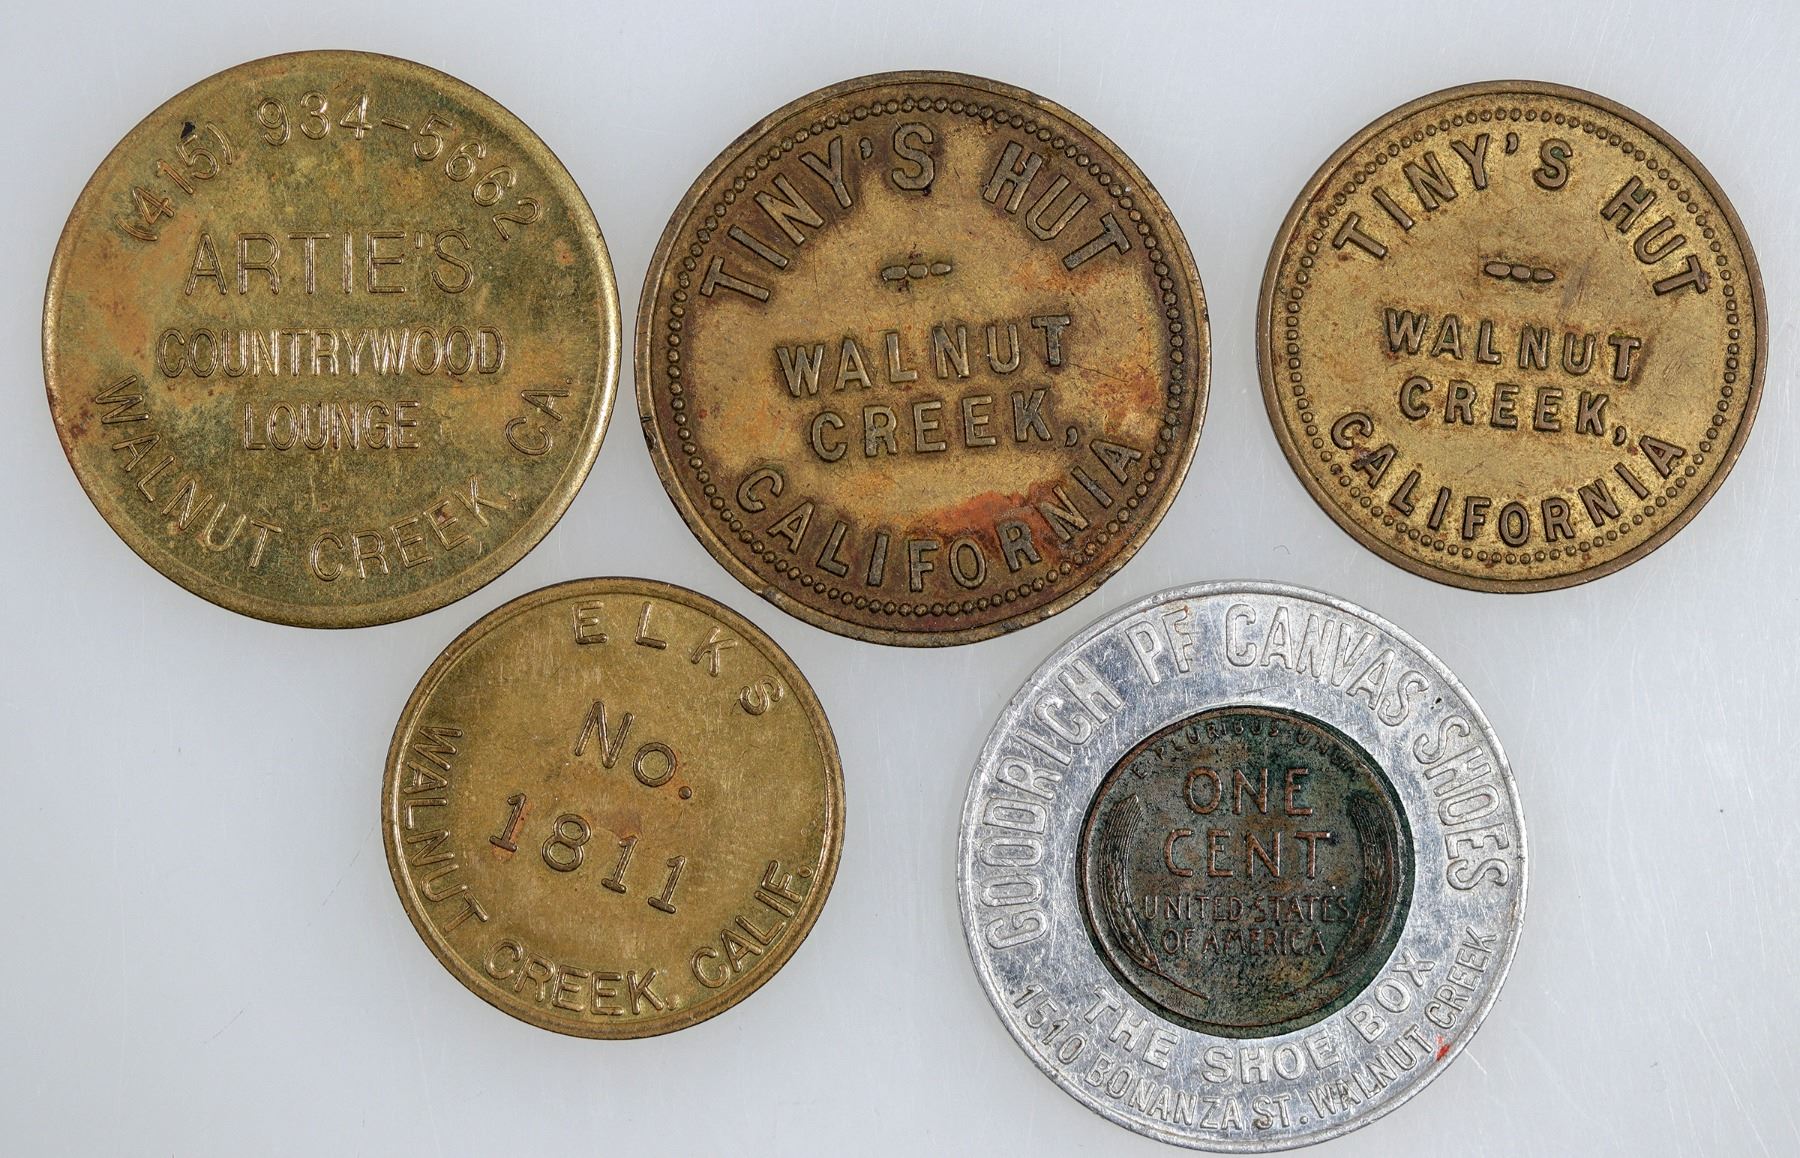 (415) 934-5662
ARTIE'S
COUNTRYWOOD
LOUNGE
WALNUT CREEK, CA.
TINY'S HUT
WALNUT
CREEK,
CALIFORNIA
TINY'S HUT
WALNUT
CREEK,
CALIFORNIA
ELKS
No.
1811
WALNUT CREEK, CALIF.
GOODRICH PF CANVAS SHOES
E·PLURIBUS·UNUM
ONE
CENT
UNITED·STATES
OF AMERICA
THE SHOE BOX
1510 BONANZA ST. WALNUT CREEK